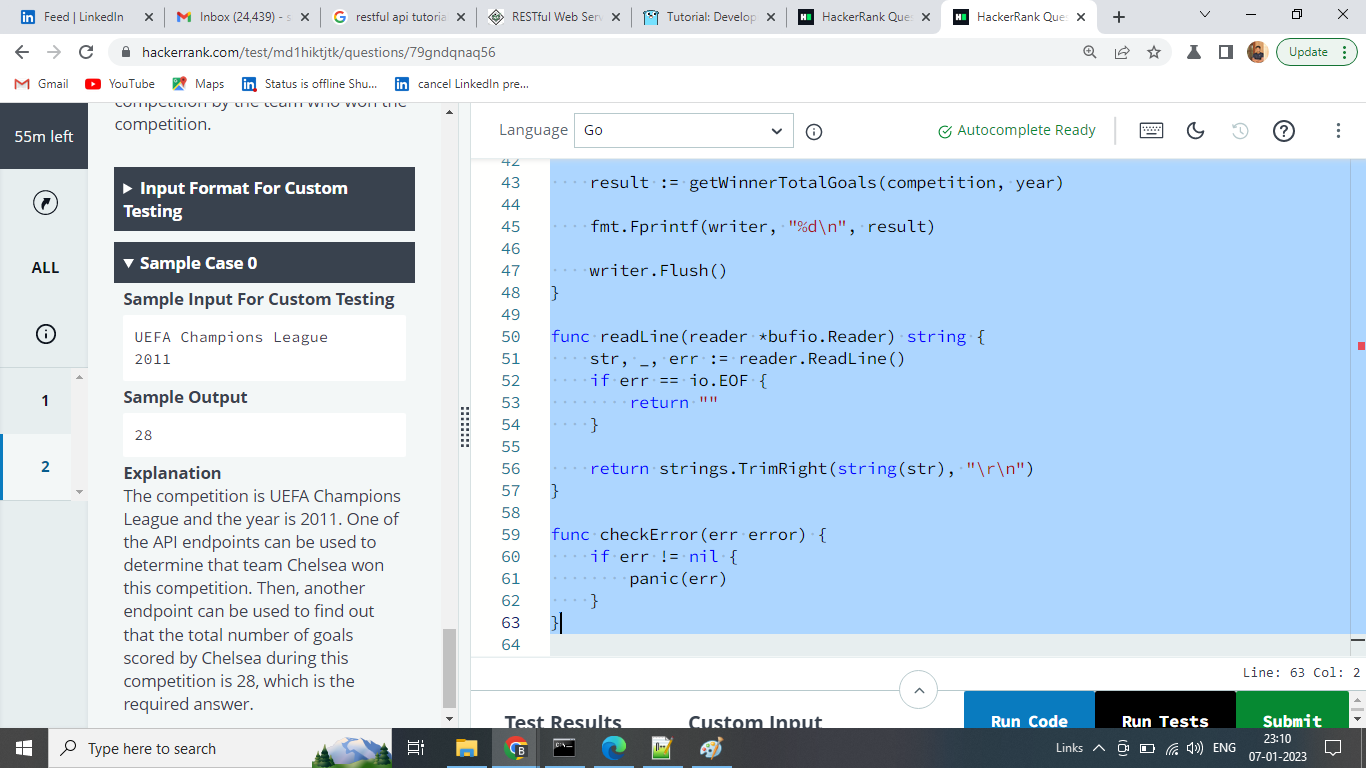 Feed | LinkedIn
Inbox (24,439) - s
restful api tutoria
RESTful Web Serv
Tutorial: Develop
HackerRank Ques
HackerRank Ques
hackerrank.com/test/md1hiktjtk/questions/79gndqnaq56
Update
Gmail
YouTube
Maps
Status is offline Shu...
cancel LinkedIn pre...
55m left
ALL
1
2
competition by the team who won the
competition.
Input Format For Custom
Testing
Sample Case 0
Sample Input For Custom Testing
UEFA Champions League
2011
Sample Output
28
Explanation
The competition is UEFA Champions
League and the year is 2011. One of
the API endpoints can be used to
determine that team Chelsea won
this competition. Then, another
endpoint can be used to find out
that the total number of goals
scored by Chelsea during this
competition is 28, which is the
required answer.
Language
Go
Autocomplete Ready
42
43 result := getWinnerTotalGoals(competition, year)
44
45 fmt.Fprintf(writer, "%d\n", result)
46
47 writer.Flush()
48 }
49
50 func readLine(reader *bufio.Reader) string {
51 str, _, err := reader.ReadLine()
52 if err == io.EOF {
53 return ""
54 }
55
56 return strings.TrimRight(string(str), "\r\n")
57 }
58
59 func checkError(err error) {
60 if err != nil {
61 panic(err)
62 }
63 }
64
Line: 63 Col: 2
Test Results
Custom Input
Run Code
Run Tests
Submit
Type here to search
Links
ENG
23:10
07-01-2023